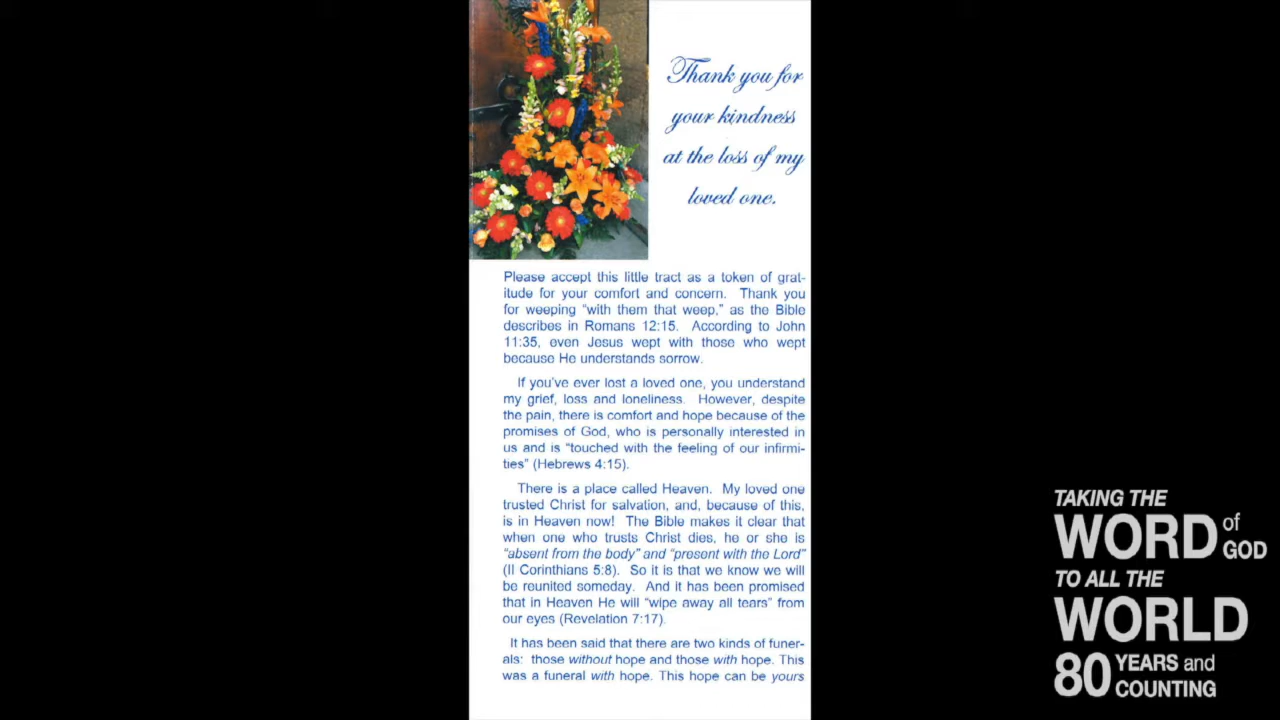 Thank you for
your kindness
at the loss of my
loved one.
Please accept this little tract as a token of grat-
itude for your comfort and concern. Thank you
for weeping “with them that weep,” as the Bible
describes in Romans 12:15. According to John
11:35, even Jesus wept with those who wept
because He understands sorrow.
If you’ve ever lost a loved one, you understand
my grief, loss and loneliness. However, despite
the pain, there is comfort and hope because of the
promises of God, who is personally interested in
us and is “touched with the feeling of our infirmi-
ties” (Hebrews 4:15).
There is a place called Heaven. My loved one
trusted Christ for salvation, and, because of this,
is in Heaven now! The Bible makes it clear that
when one who trusts Christ dies, he or she is
“absent from the body” and “present with the Lord”
(II Corinthians 5:8). So it is that we know we will
be reunited someday. And it has been promised
that in Heaven He will “wipe away all tears” from
our eyes (Revelation 7:17).
It has been said that there are two kinds of funer-
als: those without hope and those with hope. This
was a funeral with hope. This hope can be yours
TAKING THE
WORD of GOD
TO ALL THE
WORLD
80 YEARS and COUNTING